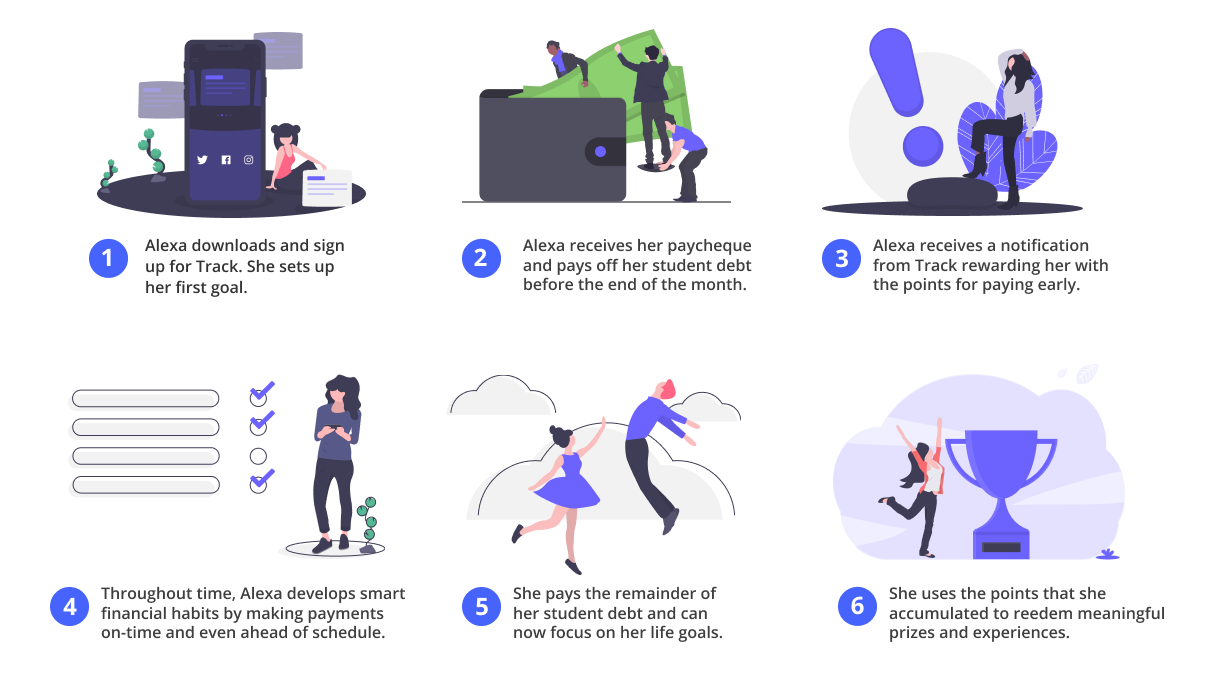 1
Alexa downloads and sign
up for Track. She sets up
her first goal.
2
Alexa receives her paycheque
and pays off her student debt
before the end of the month.
3
Alexa receives a notification
from Track rewarding her with
the points for paying early.
4
Throughout time, Alexa develops smart
financial habits by making payments
on-time and even ahead of schedule.
5
She pays the remainder of
her student debt and can
now focus on her life goals.
6
She uses the points that she
accumulated to reedem meaningful
prizes and experiences.